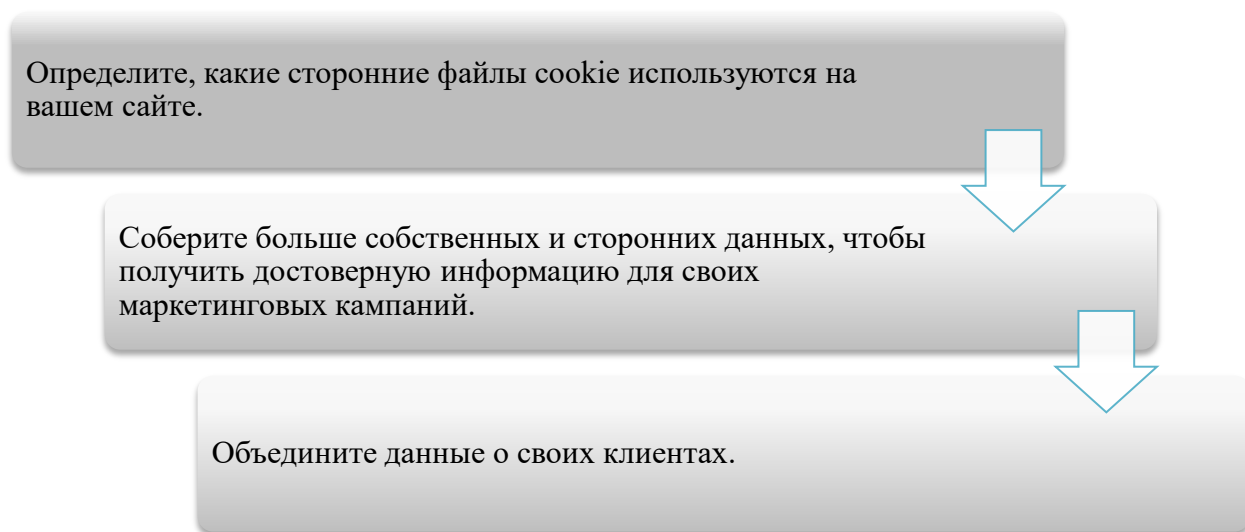 Определите, какие сторонние файлы cookie используются на
вашем сайте.
Соберите больше собственных и сторонних данных, чтобы
получить достоверную информацию для своих
маркетинговых кампаний.
Объедините данные о своих клиентах.